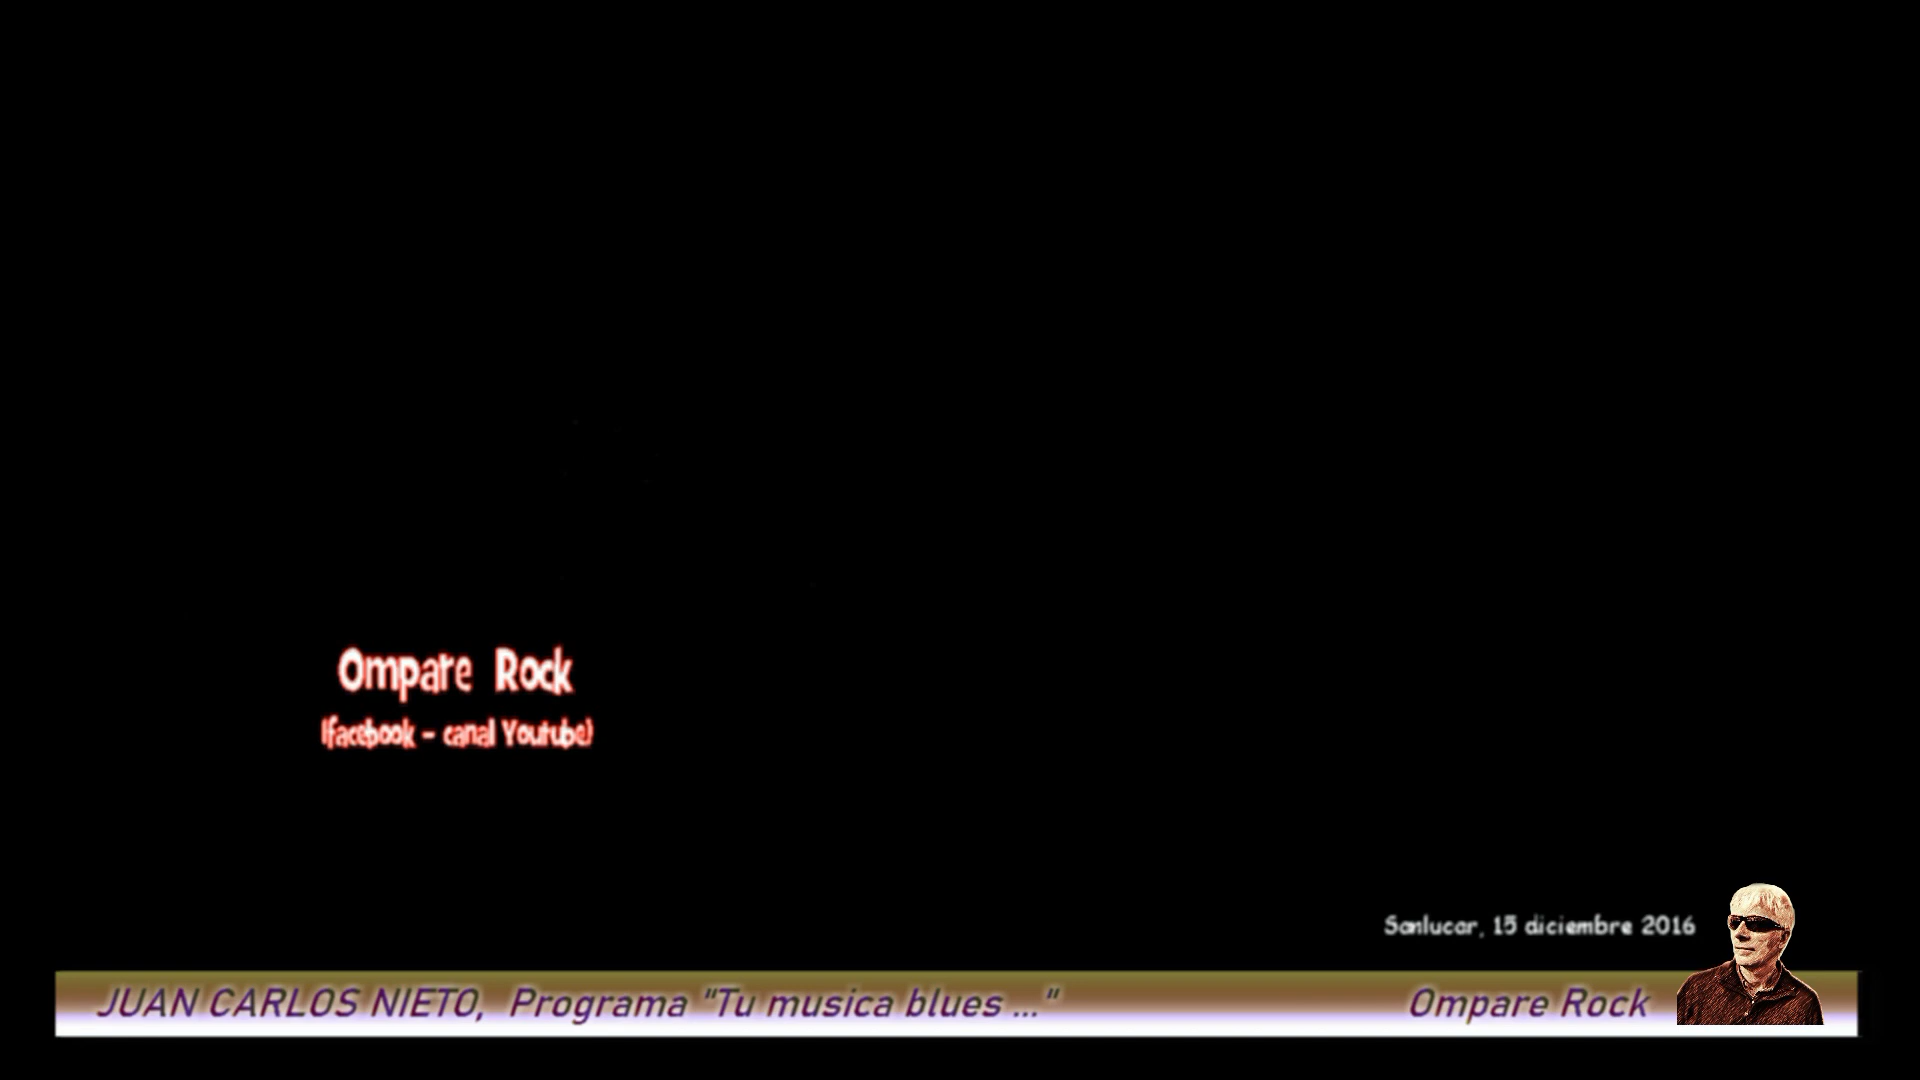 Ompare Rock
(facebook - canal Youtube)
Sanlucar, 15 diciembre 2016
JUAN CARLOS NIETO, Programa "Tu musica blues ..." Ompare Rock